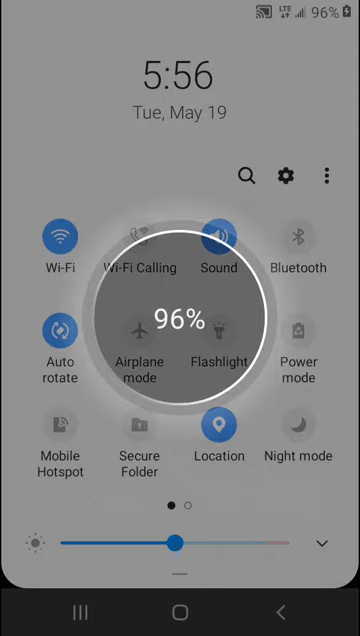 LTE 96%
5:56
Tue, May 19
Wi-Fi Wi-Fi Calling Sound Bluetooth
96%
Auto rotate
Airplane mode
Flashlight
Power mode
Mobile Hotspot
Secure Folder
Location
Night mode